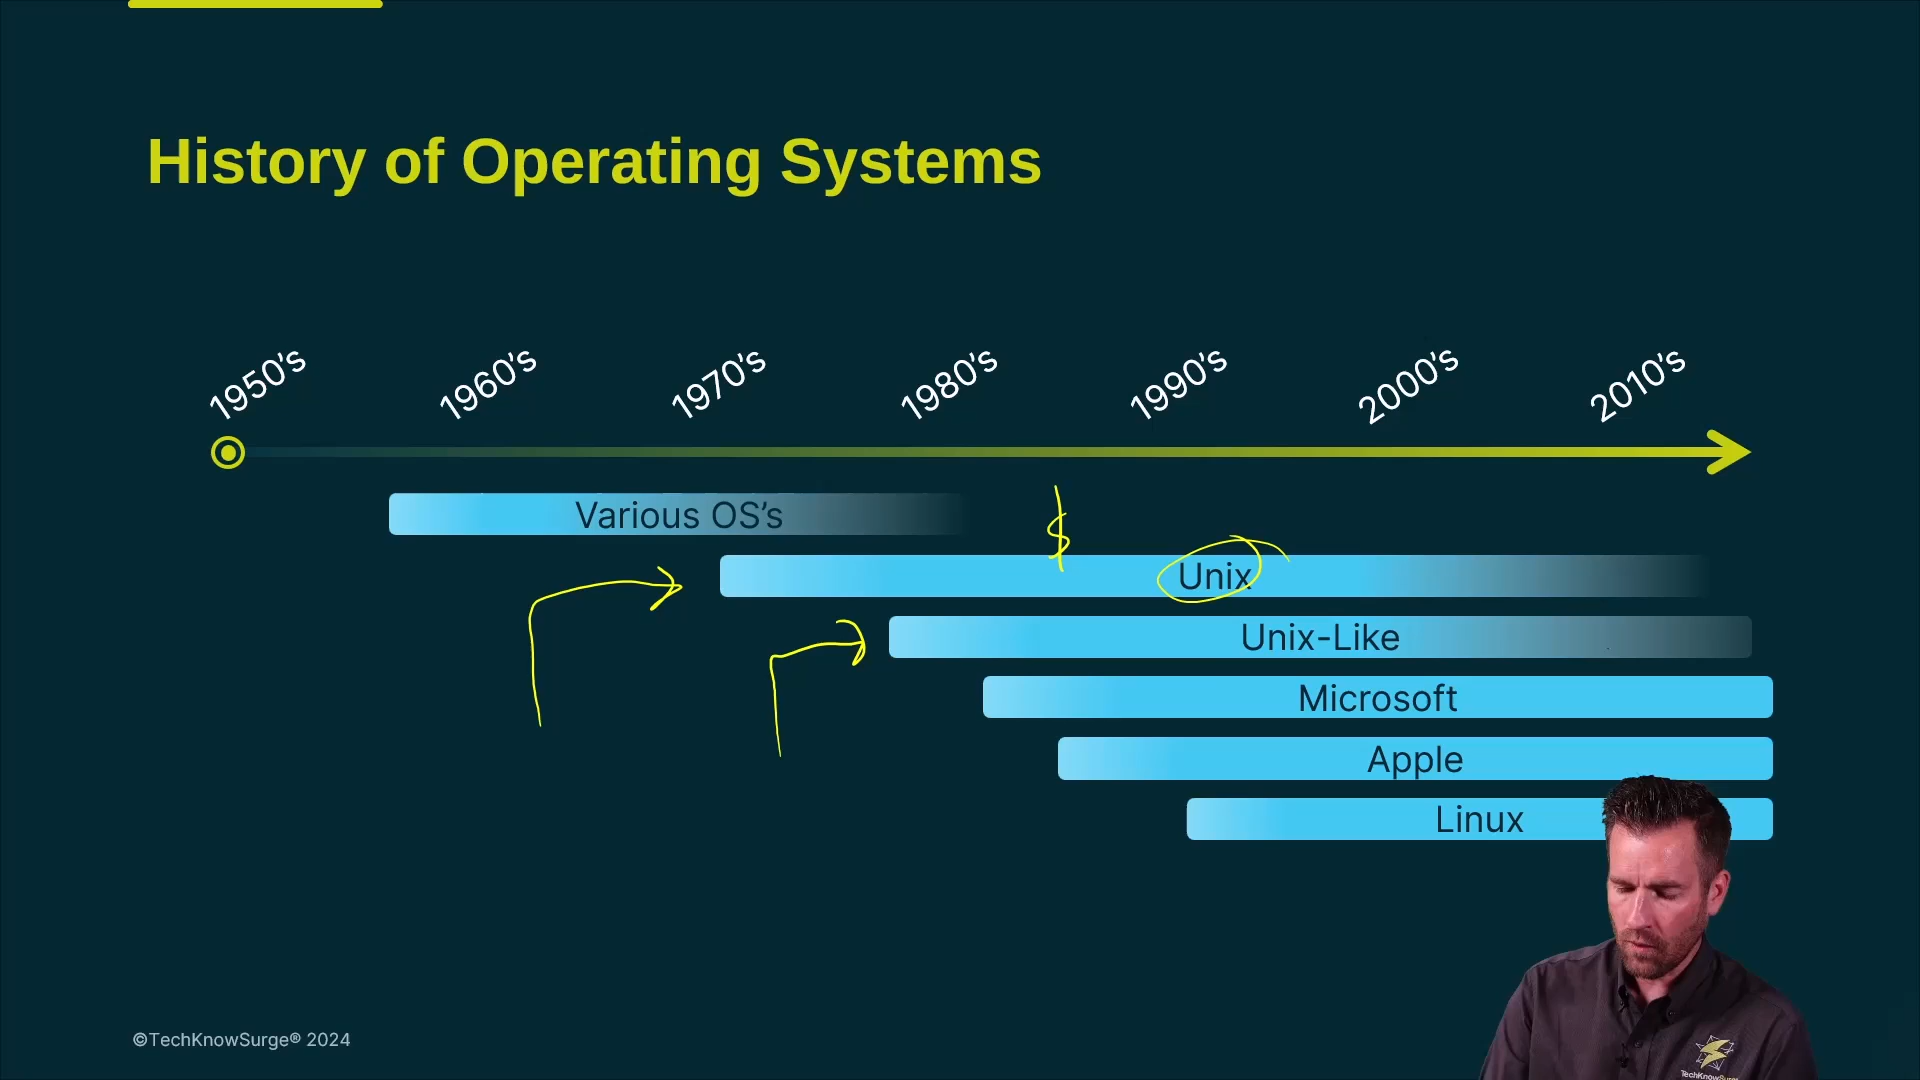 History of Operating Systems
1950's 1960's 1970's 1980's 1990's 2000's 2010's
Various OS's
$
Unix
Unix-Like
Microsoft
Apple
Linux
©TechKnowSurge® 2024
TechKnowSurge